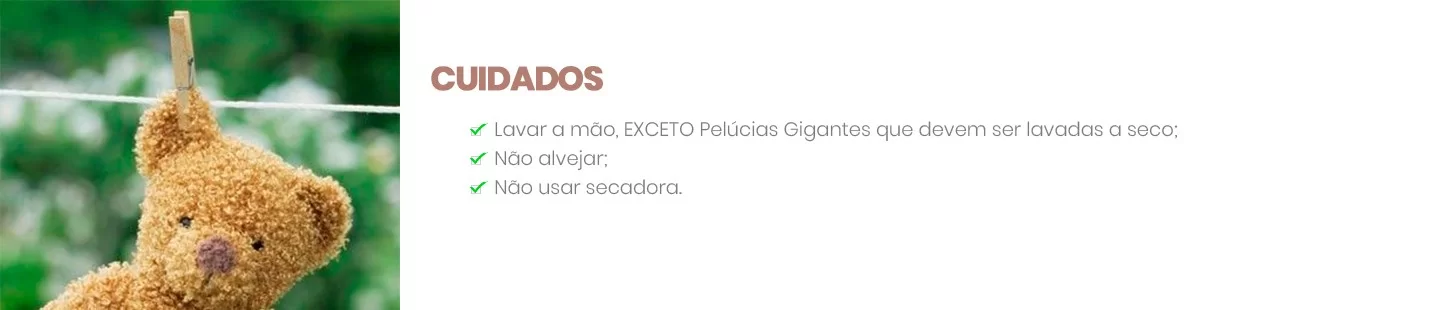 CUIDADOS
Lavar a mão, EXCETO Pelúcias Gigantes que devem ser lavadas a seco;
Não alvejar;
Não usar secadora.